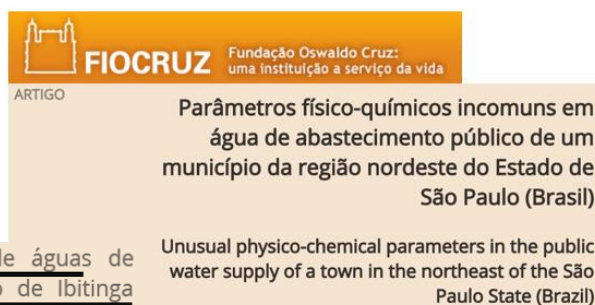 FIOCRUZ
Fundação Oswaldo Cruz:
uma instituição a serviço da vida
ARTIGO
Parâmetros físico-químicos incomuns em
água de abastecimento público de um
município da região nordeste do Estado de
São Paulo (Brasil)
Unusual physico-chemical parameters in the public
water supply of a town in the northeast of the São
Paulo State (Brazil)
de águas de
de Ibitinga